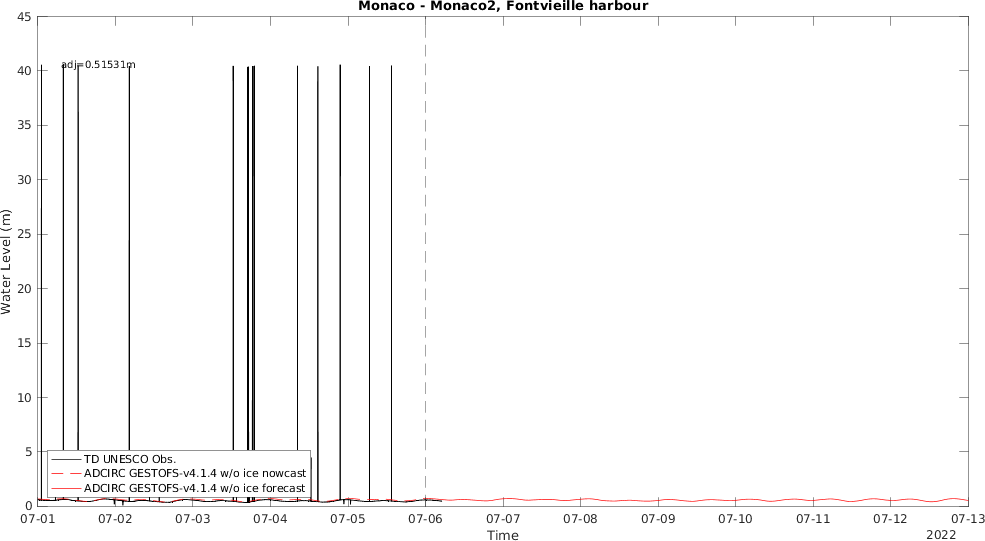 Monaco - Monaco2, Fontvieille harbour
45
40
35
30
25
20
15
10
5
0
Water Level (m)
adj=0.51531m
TD UNESCO Obs.
ADCIRC GESTOFS-v4.1.4 w/o ice nowcast
ADCIRC GESTOFS-v4.1.4 w/o ice forecast
07-01 07-02 07-03 07-04 07-05 07-06 07-07 07-08 07-09 07-10 07-11 07-12 07-13
Time
2022